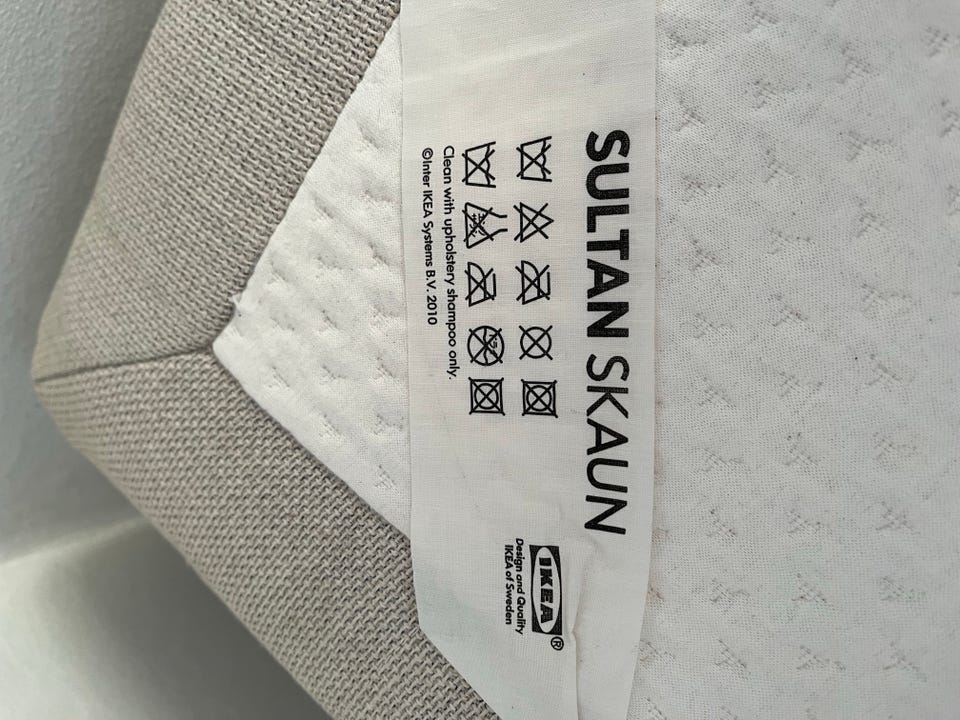 SULTAN SKAUN
Clean with upholstery shampoo only.
©Inter IKEA Systems B.V. 2010
IKEA®
Design and Quality
IKEA of Sweden